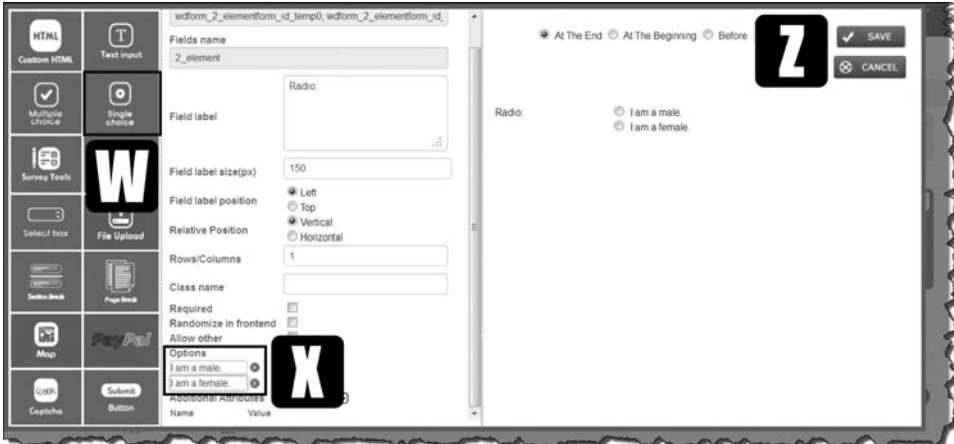 HTML
Custom HTML
T
Text input
Multiple choice
Single choice
Survey Tools
W
Select box
File Upload
Section Break
Page Break
Map
PayPal
Captcha
Submit
Button
wdform_2_elementform_id_temp0, wdform_2_elementform_id_
Fields name
2_element
Field label
Radio:
Field label size(px)
150
Field label position
Left
Top
Relative Position
Vertical
Horizontal
Rows/Columns
1
Class name
Required
Randomize in frontend
Allow other
Options
I am a male.
I am a female.
X
Additional Attributes
Name Value
At The End At The Beginning Before
Z
SAVE
CANCEL
Radio:
I am a male.
I am a female.